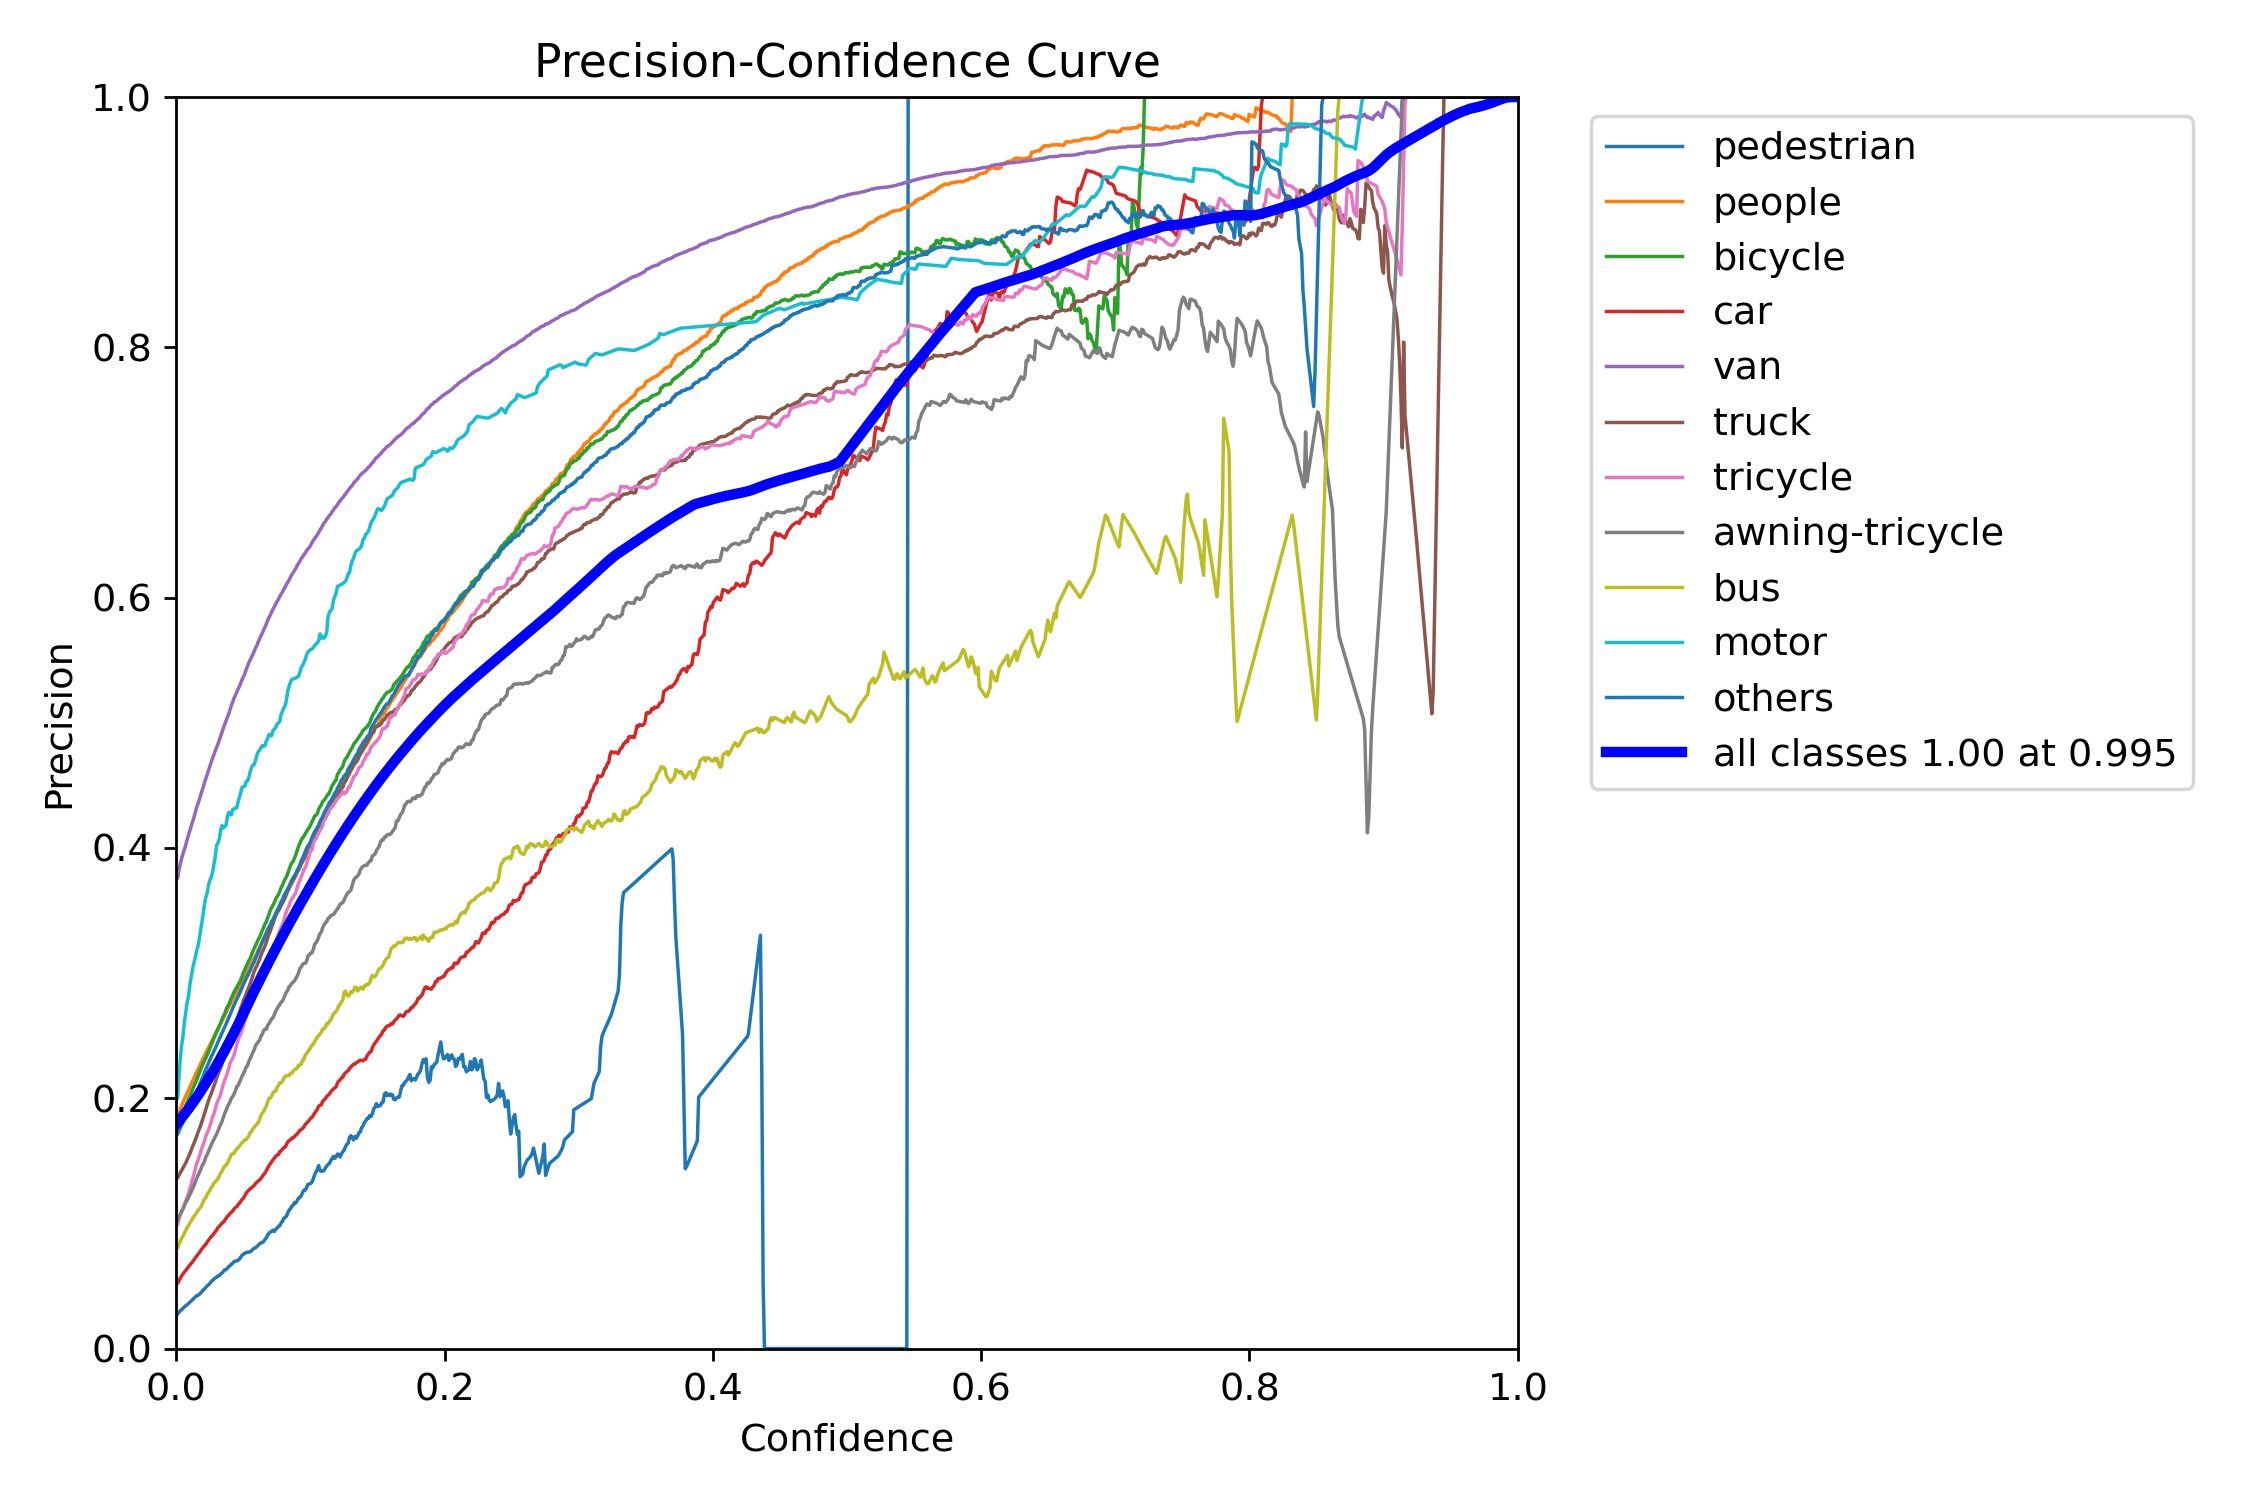 Precision-Confidence Curve
1.0
0.8
0.6
0.4
0.2
0.0
Precision
0.0 0.2 0.4 0.6 0.8 1.0
Confidence
pedestrian
people
bicycle
car
van
truck
tricycle
awning-tricycle
bus
motor
others
all classes 1.00 at 0.995